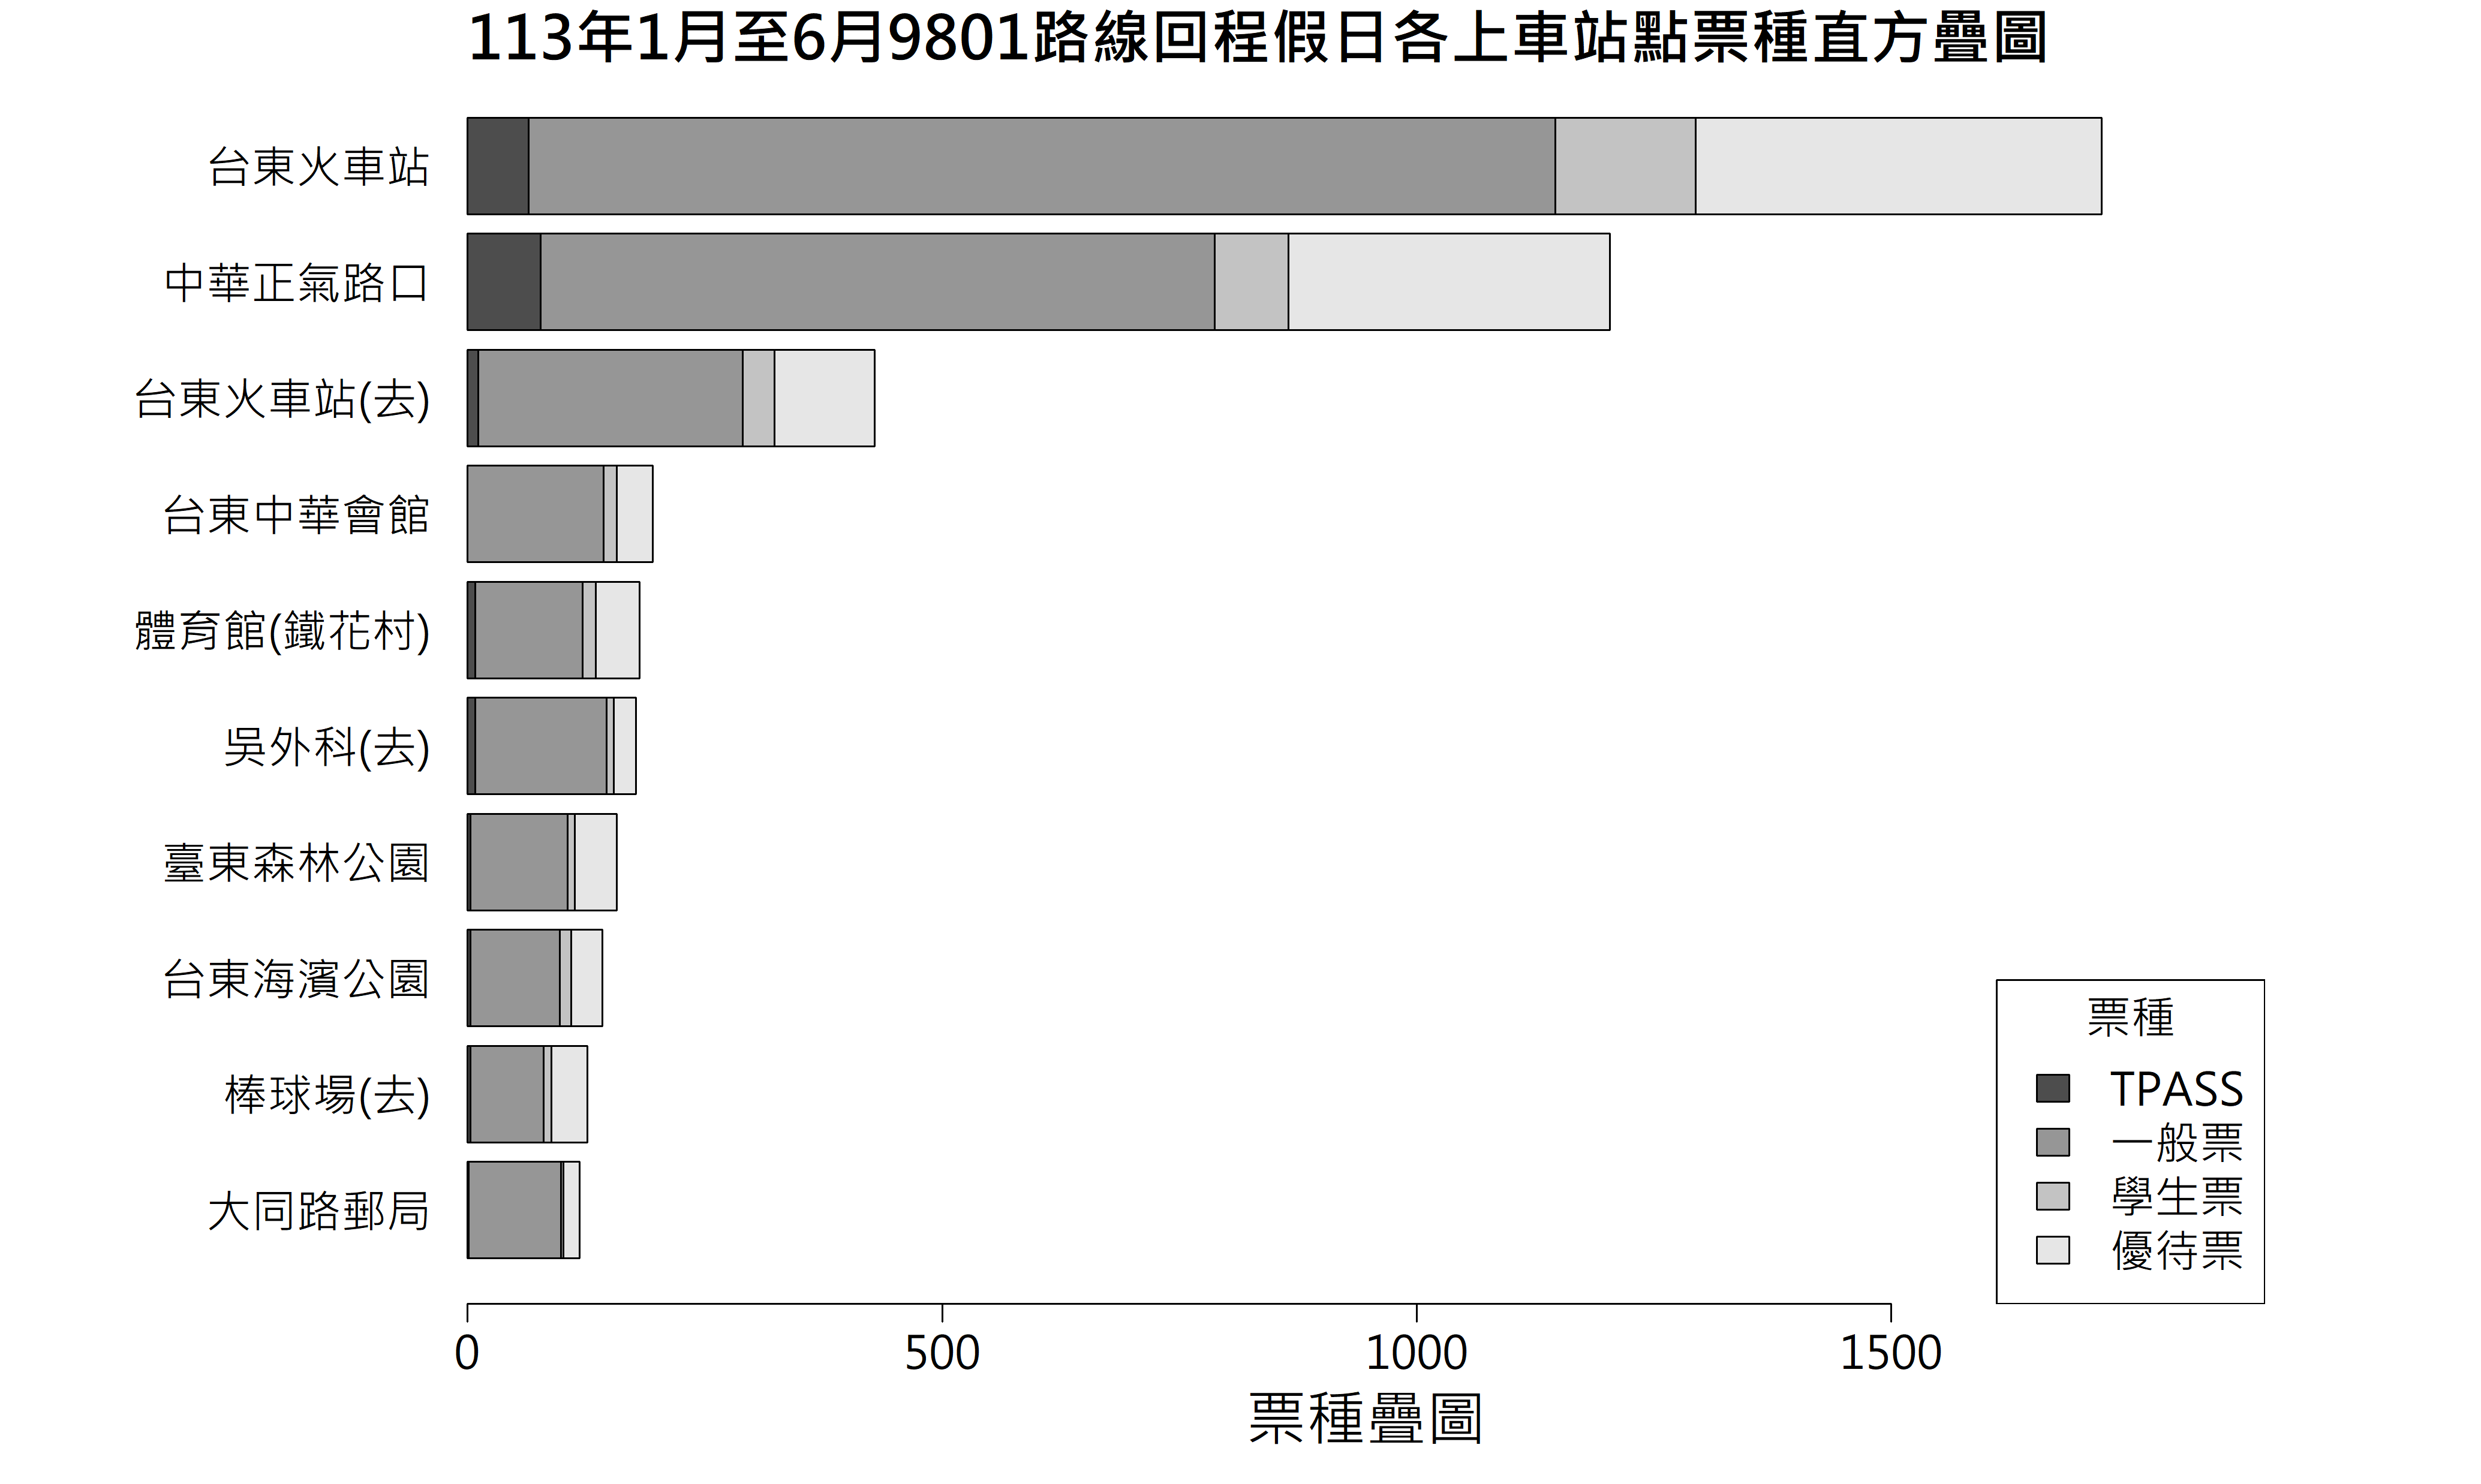 113年1月至6月9801路線回程假日各上車站點票種直方疊圖
台東火車站
中華正氣路口
台東火車站(去)
台東中華會館
體育館(鐵花村)
吳外科(去)
臺東森林公園
台東海濱公園
棒球場(去)
大同路郵局
票種
TPASS
一般票
學生票
優待票
0 500 1000 1500
票種疊圖